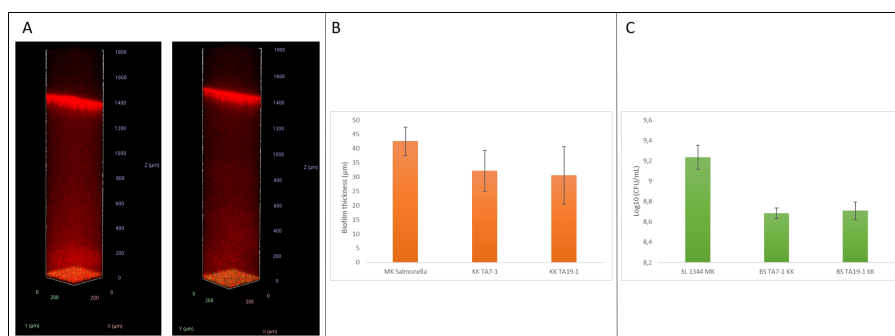 A
1800
1600
1400
1200
1000
Z (µm)
800
600
400
200
0
0
200
200
0
Y (µm)
X (µm)
1800
1600
1400
1200
1000
Z (µm)
800
600
400
200
0
0
200
200
0
Y (µm)
X (µm)
B
Biofilm thickness (µm)
50
45
40
35
30
25
20
15
10
5
0
MK Salmonella
KK TA7-1
KK TA19-1
C
Log10 (CFU/mL)
9,6
9,4
9,2
9
8,8
8,6
8,4
8,2
SL 1344 MK
BS TA7-1 KK
BS TA19-1 KK